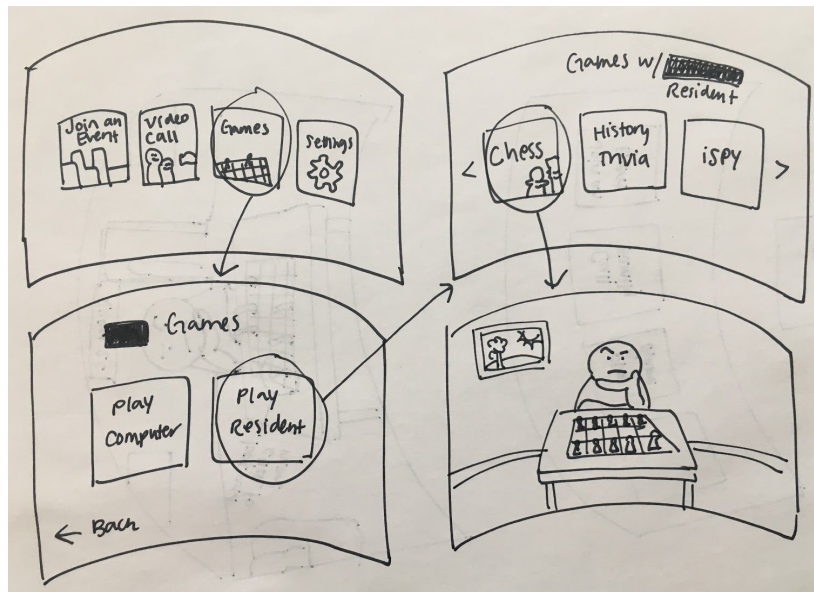 Join an
Event
Video
Call
Games
Settings
Games w/
Resident
Chess
History
Trivia
iSPY
<
>
Games
Play
Computer
Play
Resident
← Back